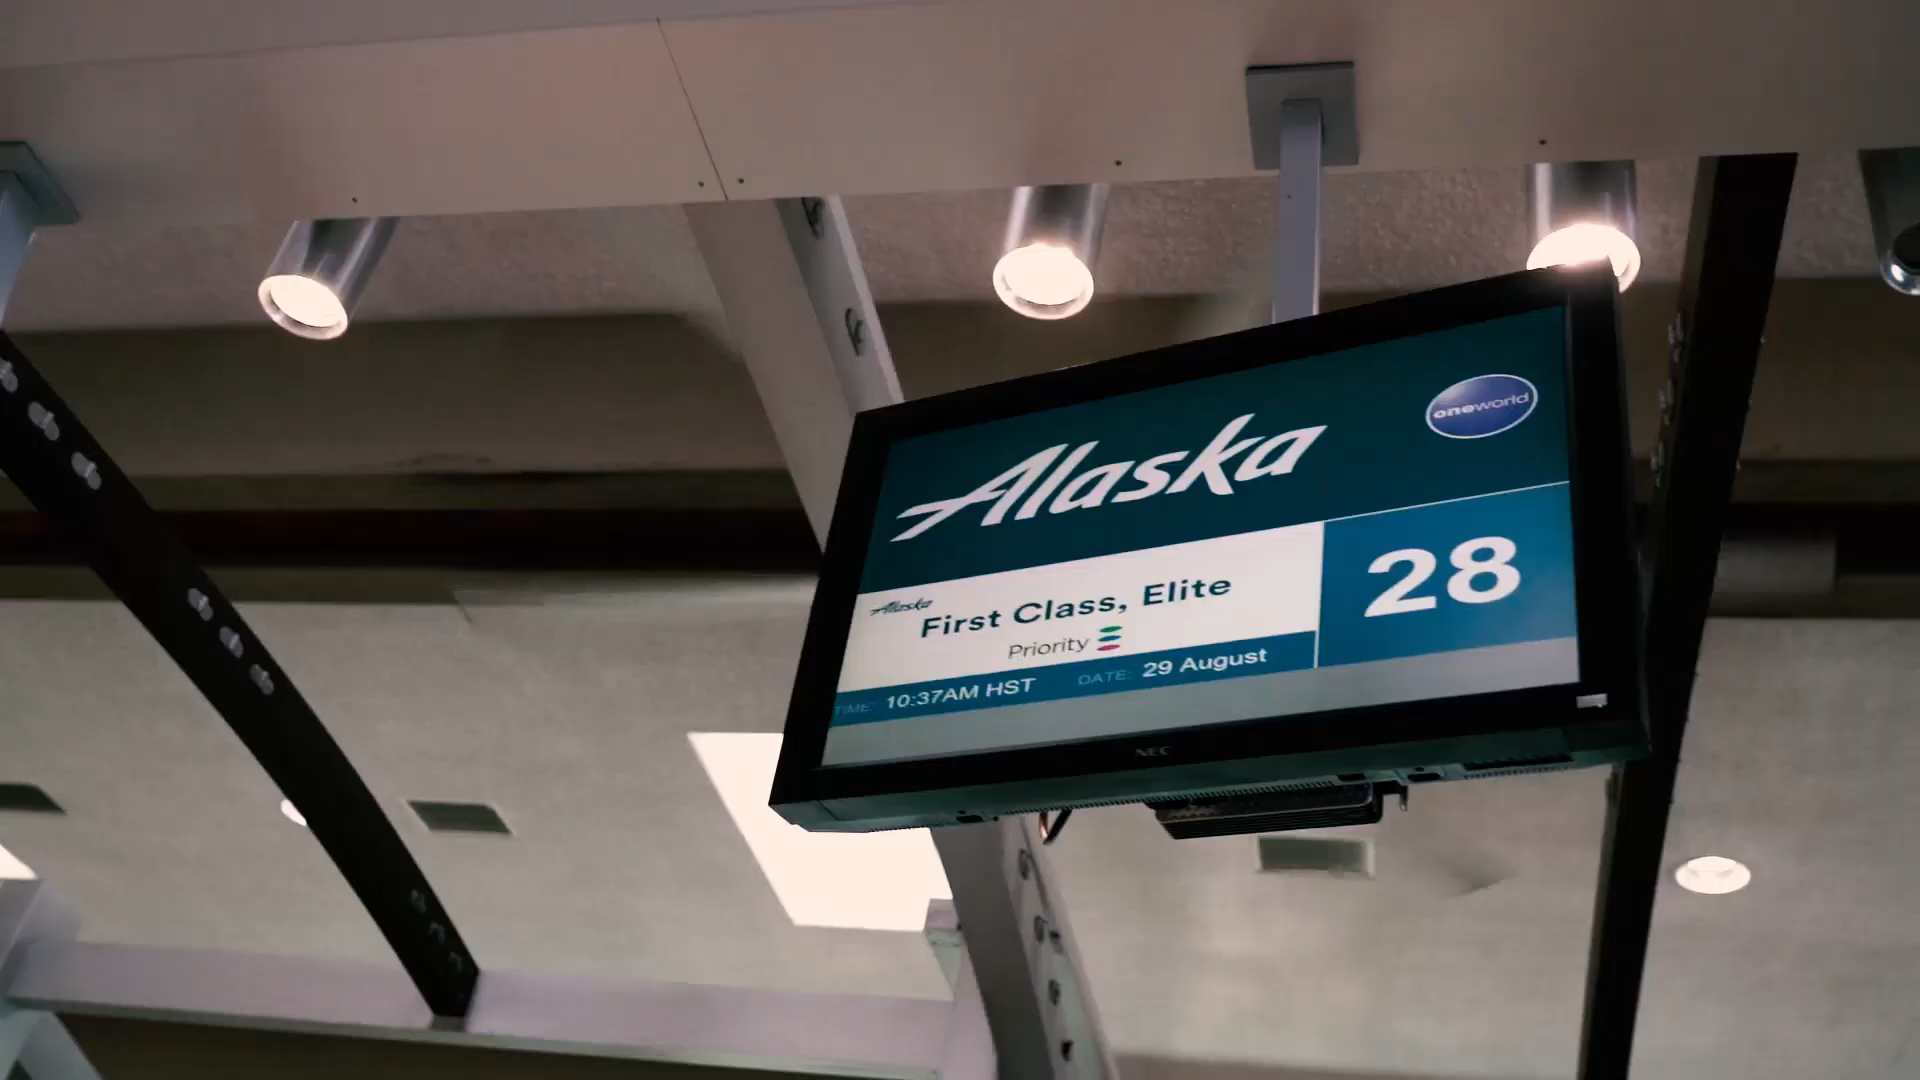 Alaska
oneworld
28
Alaska
First Class, Elite
Priority
TIME: 10:37AM HST DATE: 29 August
NEC